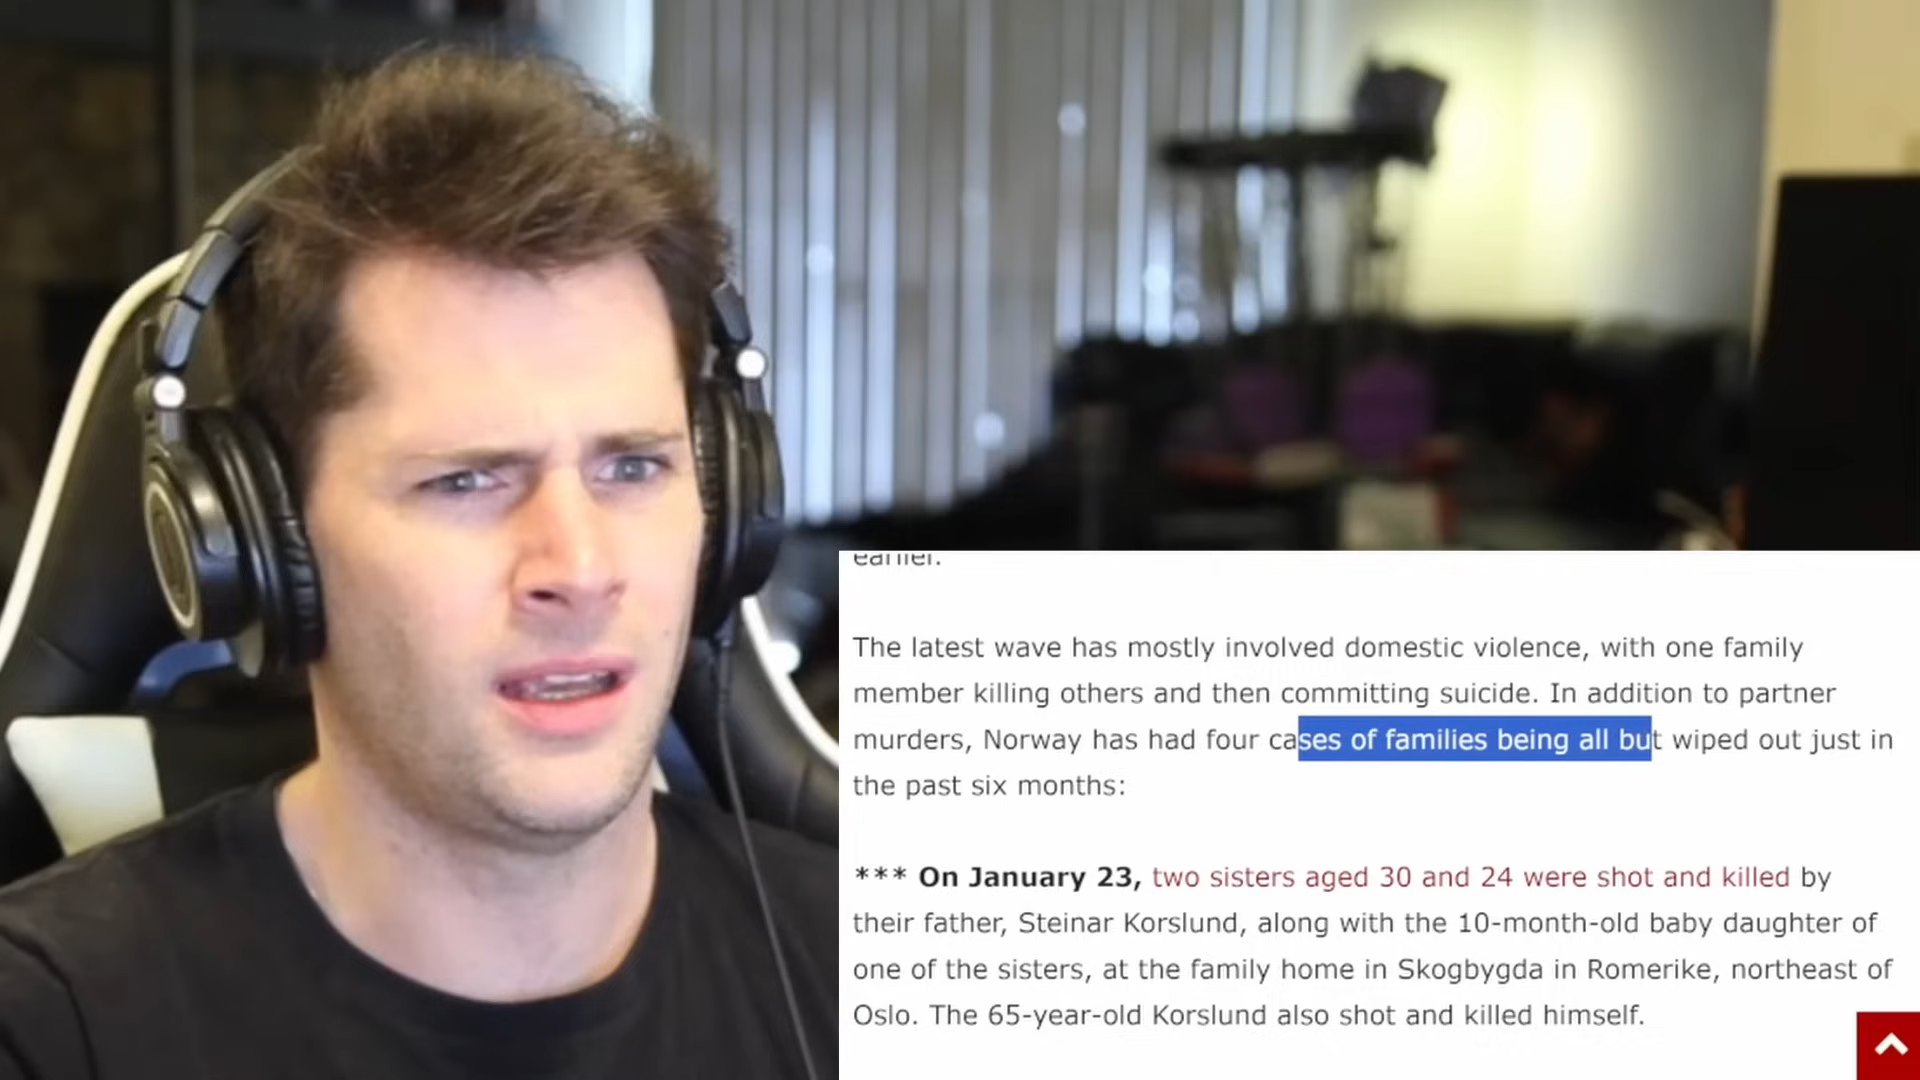 earlier.
The latest wave has mostly involved domestic violence, with one family
member killing others and then committing suicide. In addition to partner
murders, Norway has had four cases of families being all but wiped out just in
the past six months:
*** On January 23, two sisters aged 30 and 24 were shot and killed by
their father, Steinar Korslund, along with the 10-month-old baby daughter of
one of the sisters, at the family home in Skogbygda in Romerike, northeast of
Oslo. The 65-year-old Korslund also shot and killed himself.